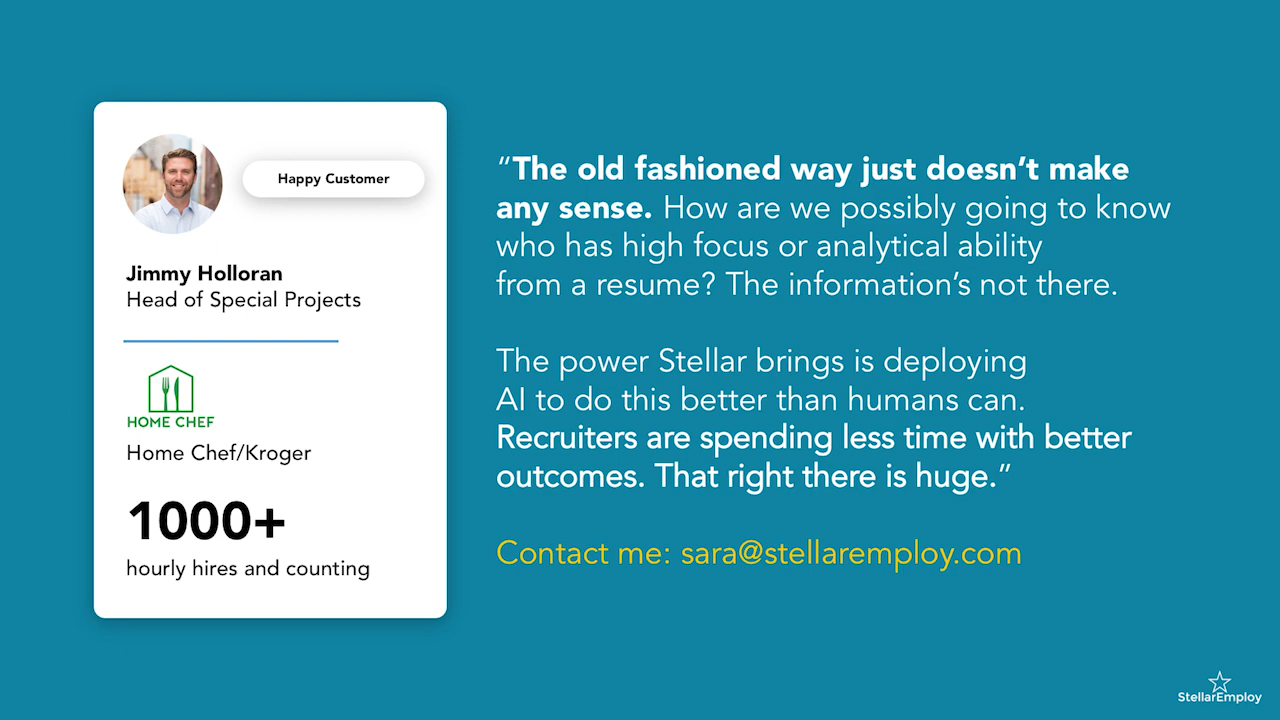 Happy Customer
Jimmy Holloran
Head of Special Projects
HOME CHEF
Home Chef/Kroger
1000+
hourly hires and counting
“The old fashioned way just doesn’t make
any sense. How are we possibly going to know
who has high focus or analytical ability
from a resume? The information’s not there.
The power Stellar brings is deploying
AI to do this better than humans can.
Recruiters are spending less time with better
outcomes. That right there is huge.”
Contact me: sara@stellaremploy.com
StellarEmploy